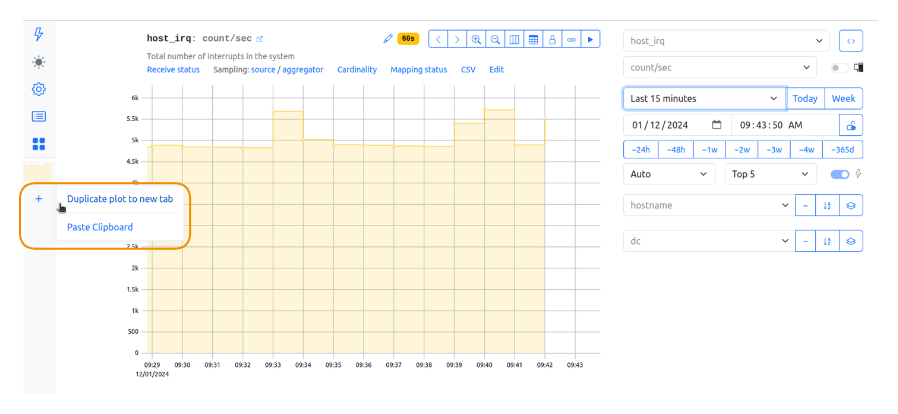 host_irq: count/sec
60s
Total number of interrupts in the system
Receive status Sampling: source / aggregator Cardinality Mapping status CSV Edit
6k
5.5k
5k
4.5k
2.5k
2k
1.5k
1k
500
0
09:29 09:30 09:31 09:32 09:33 09:34 09:35 09:36 09:37 09:38 09:39 09:40 09:41 09:42 09:43
12/01/2024
+ Duplicate plot to new tab
Paste Clipboard
host_irq
<>
count/sec
Last 15 minutes Today Week
01/12/2024 09:43:50 AM
-24h -48h -1w -2w -3w -4w -365d
Auto Top 5
hostname
dc